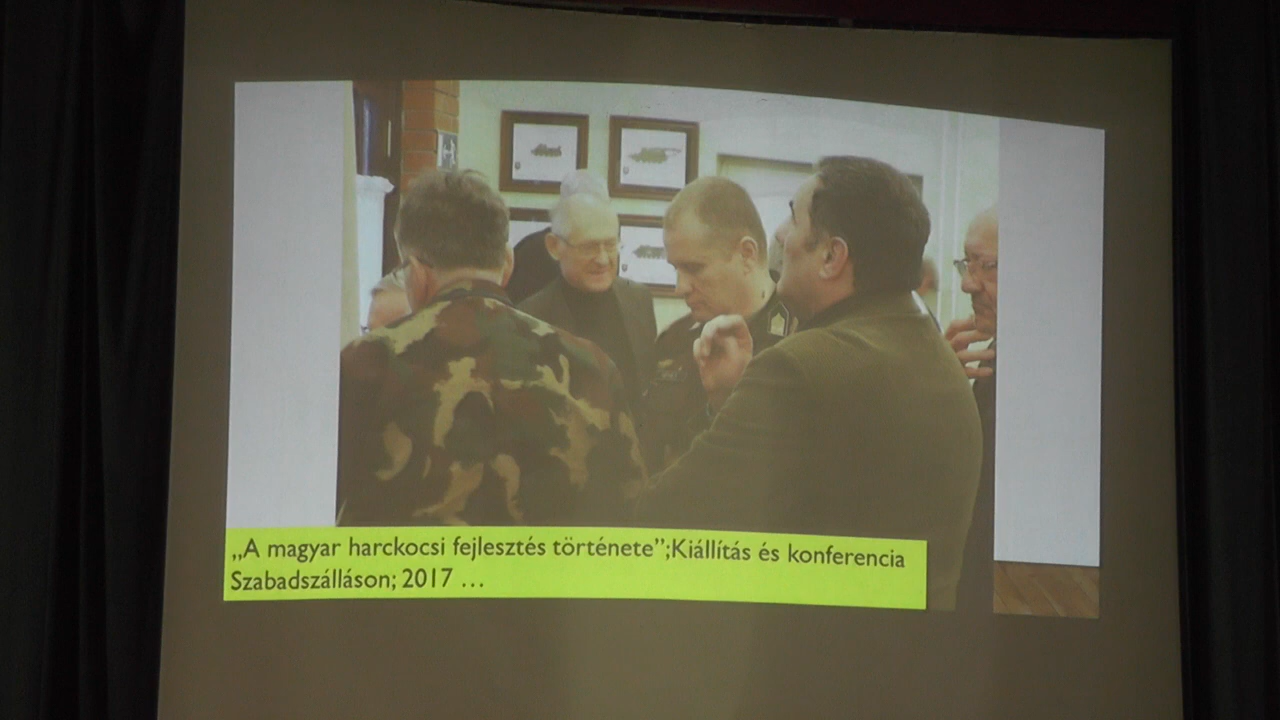 „A magyar harckocsi fejlesztés története”;Kiállítás és konferencia
Szabadszálláson; 2017 ...